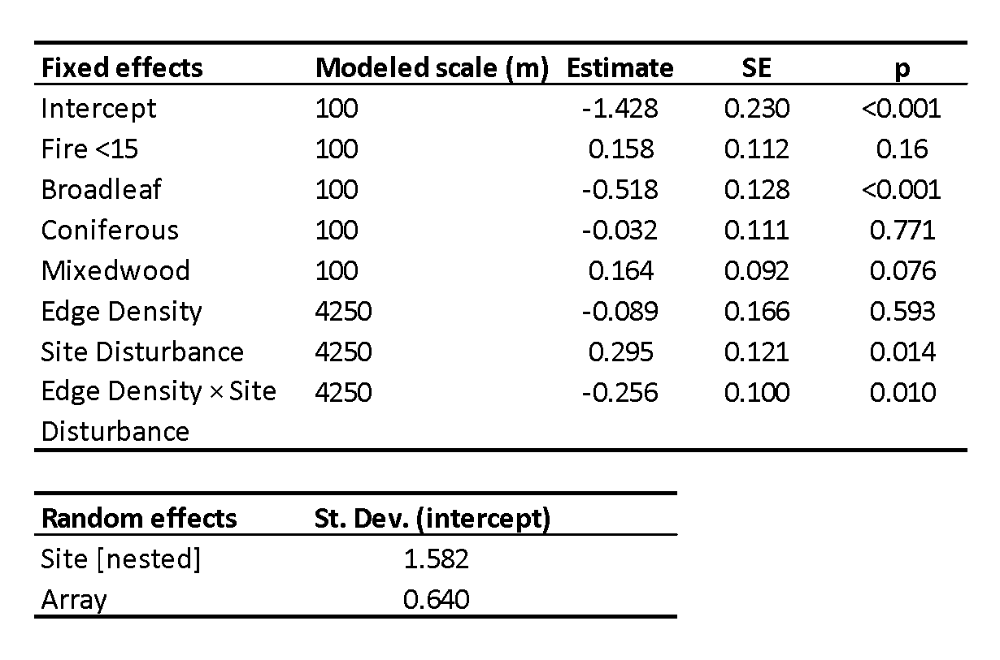 Fixed effects Modeled scale (m) Estimate SE p
Intercept 100 -1.428 0.230 <0.001
Fire <15 100 0.158 0.112 0.16
Broadleaf 100 -0.518 0.128 <0.001
Coniferous 100 -0.032 0.111 0.771
Mixedwood 100 0.164 0.092 0.076
Edge Density 4250 -0.089 0.166 0.593
Site Disturbance 4250 0.295 0.121 0.014
Edge Density × Site 4250 -0.256 0.100 0.010
Disturbance
Random effects St. Dev. (intercept)
Site [nested] 1.582
Array 0.640